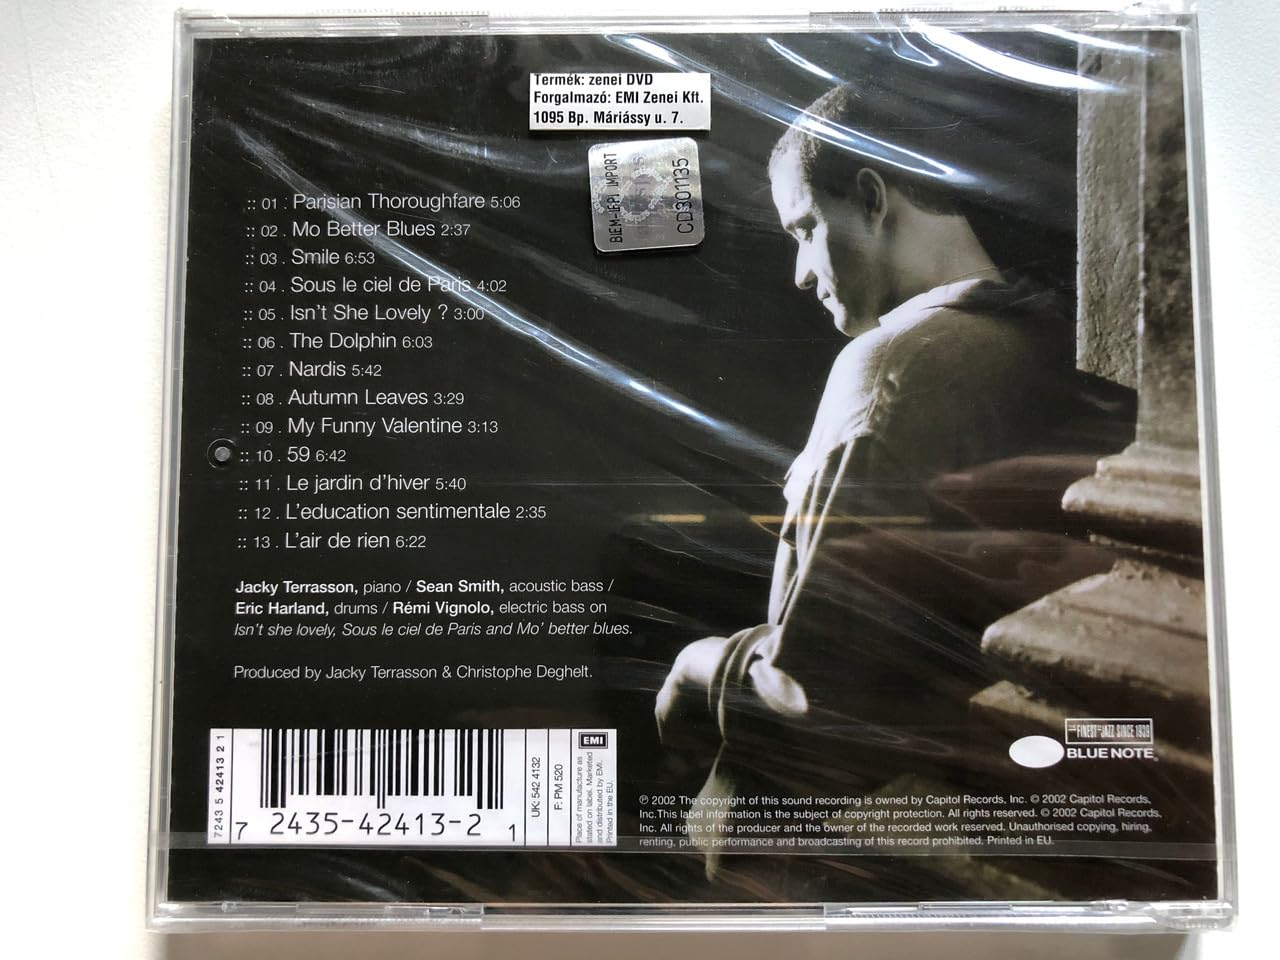 Termék: zenei DVD
Forgalmazó: EMI Zenei Kft.
1095 Bp. Máriássy u. 7.
BIEM-IFPI IMPORT
CD901135
:: 01 . Parisian Thoroughfare 5:06
:: 02 . Mo Better Blues 2:37
:: 03 . Smile 6:53
:: 04 . Sous le ciel de Paris 4:02
:: 05 . Isn't She Lovely ? 3:00
:: 06 . The Dolphin 6:03
:: 07 . Nardis 5:42
:: 08 . Autumn Leaves 3:29
:: 09 . My Funny Valentine 3:13
:: 10 . 59 6:42
:: 11 . Le jardin d'hiver 5:40
:: 12 . L'education sentimentale 2:35
:: 13 . L'air de rien 6:22
Jacky Terrasson, piano / Sean Smith, acoustic bass /
Eric Harland, drums / Rémi Vignolo, electric bass on
Isn't she lovely, Sous le ciel de Paris and Mo' better blues.
Produced by Jacky Terrasson & Christophe Deghelt.
7243 5 42413 2 1
7 2435-42413-2 1
UK: 542 4132
F: PM 520
EMI
Place of manufacture as
stated on label. Marketed
and distributed by EMI.
Printed in the EU.
THE FINEST IN JAZZ SINCE 1939
BLUE NOTE
℗ 2002 The copyright of this sound recording is owned by Capitol Records, Inc. © 2002 Capitol Records,
Inc.This label information is the subject of copyright protection. All rights reserved. © 2002 Capitol Records,
Inc. All rights of the producer and the owner of the recorded work reserved. Unauthorised copying, hiring,
renting, public performance and broadcasting of this record prohibited. Printed in EU.